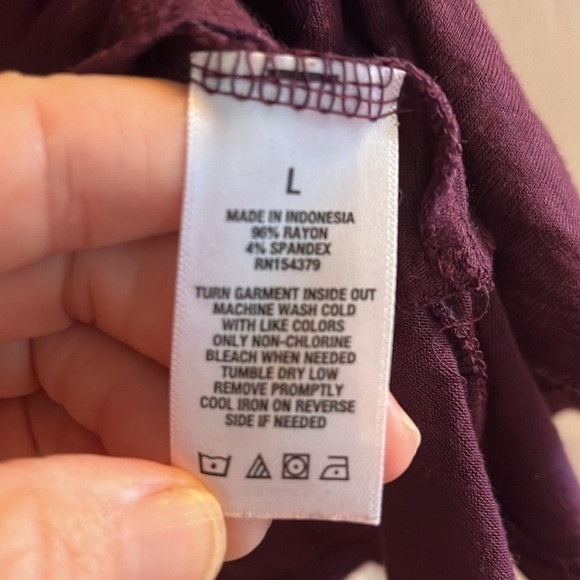 L
MADE IN INDONESIA
96% RAYON
4% SPANDEX
RN154379
TURN GARMENT INSIDE OUT
MACHINE WASH COLD
WITH LIKE COLORS
ONLY NON-CHLORINE
BLEACH WHEN NEEDED
TUMBLE DRY LOW
REMOVE PROMPTLY
COOL IRON ON REVERSE
SIDE IF NEEDED